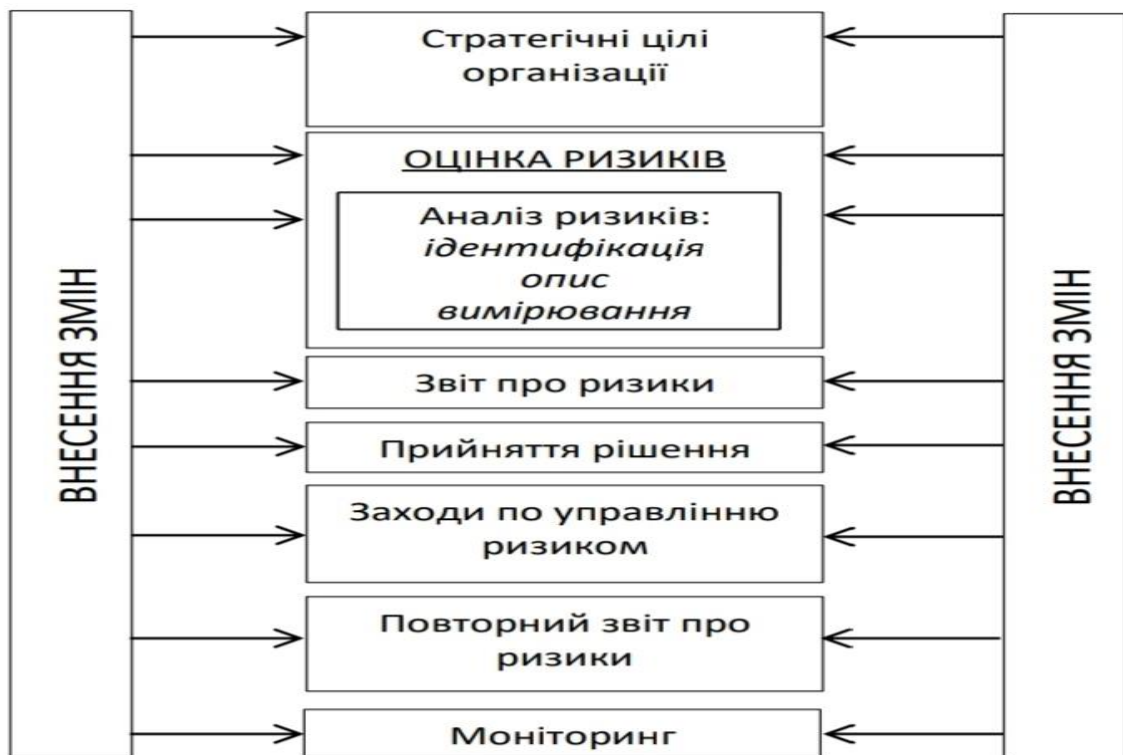 ВНЕСЕННЯ ЗМІН
Стратегічні цілі
організації
ОЦІНКА РИЗИКІВ
Аналіз ризиків:
ідентифікація
опис
вимірювання
Звіт про ризики
Прийняття рішення
Заходи по управлінню
ризиком
Повторний звіт про
ризики
Моніторинг
ВНЕСЕННЯ ЗМІН